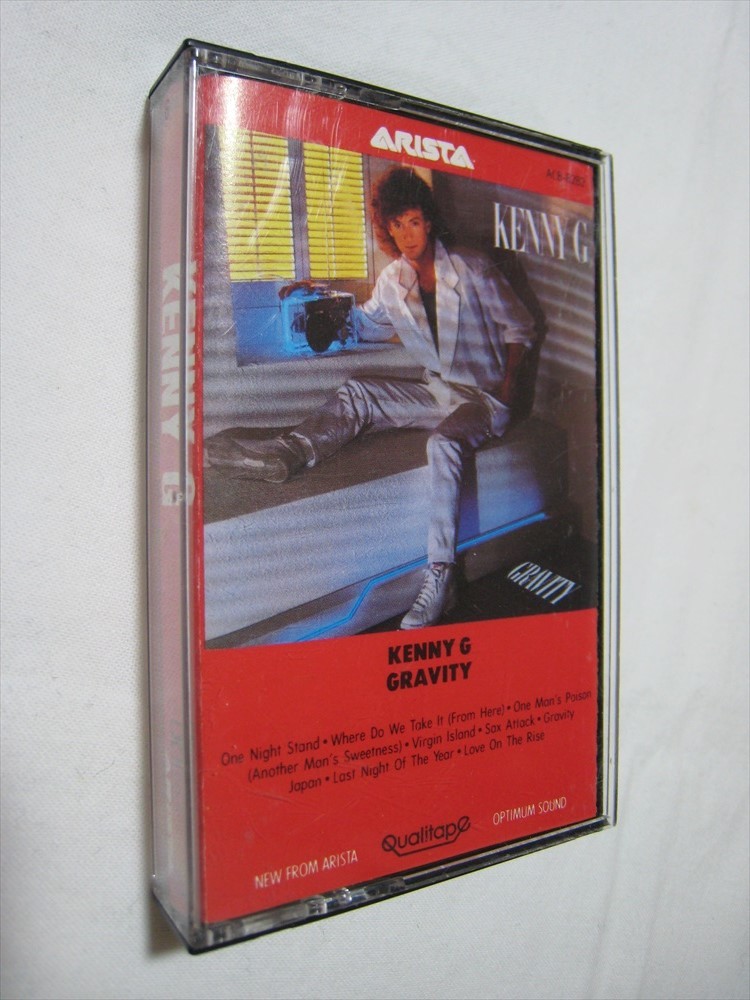 ARISTA
KENNY G
KENNY G
GRAVITY
KENNY G
GRAVITY
One Night Stand • Where Do We Take It (From Here) • One Man's Poison
(Another Man's Sweetness) • Virgin Island • Sax Attack • Gravity
Japan • Last Night Of The Year • Love On The Rise
Qualitape
NEW FROM ARISTA
OPTIMUM SOUND